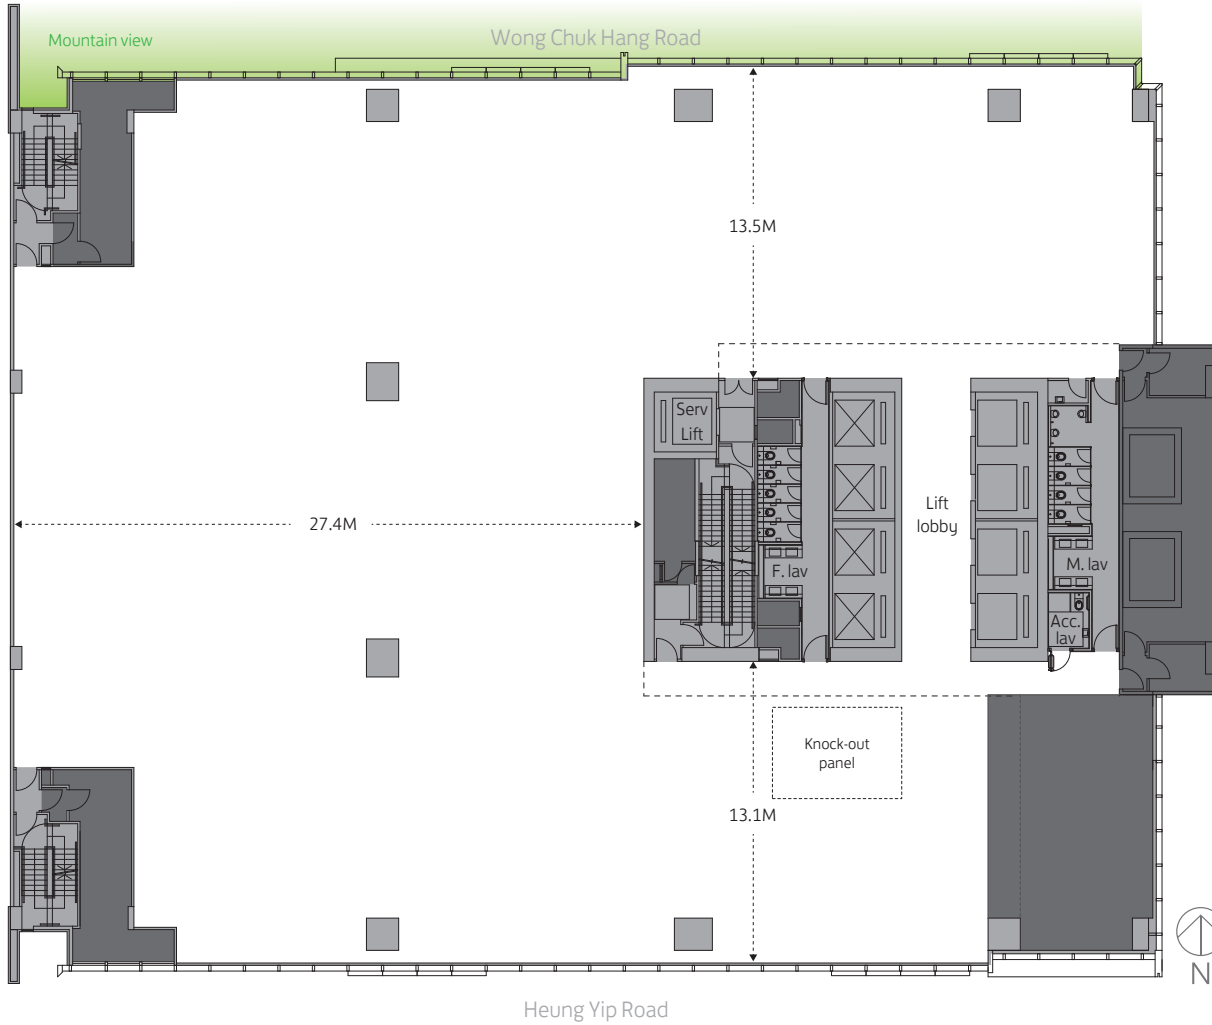 Mountain view
Wong Chuk Hang Road
13.5M
Serv
Lift
27.4M
Lift
lobby
F. lav
M. lav
Acc.
lav
Knock-out
panel
13.1M
N
Heung Yip Road